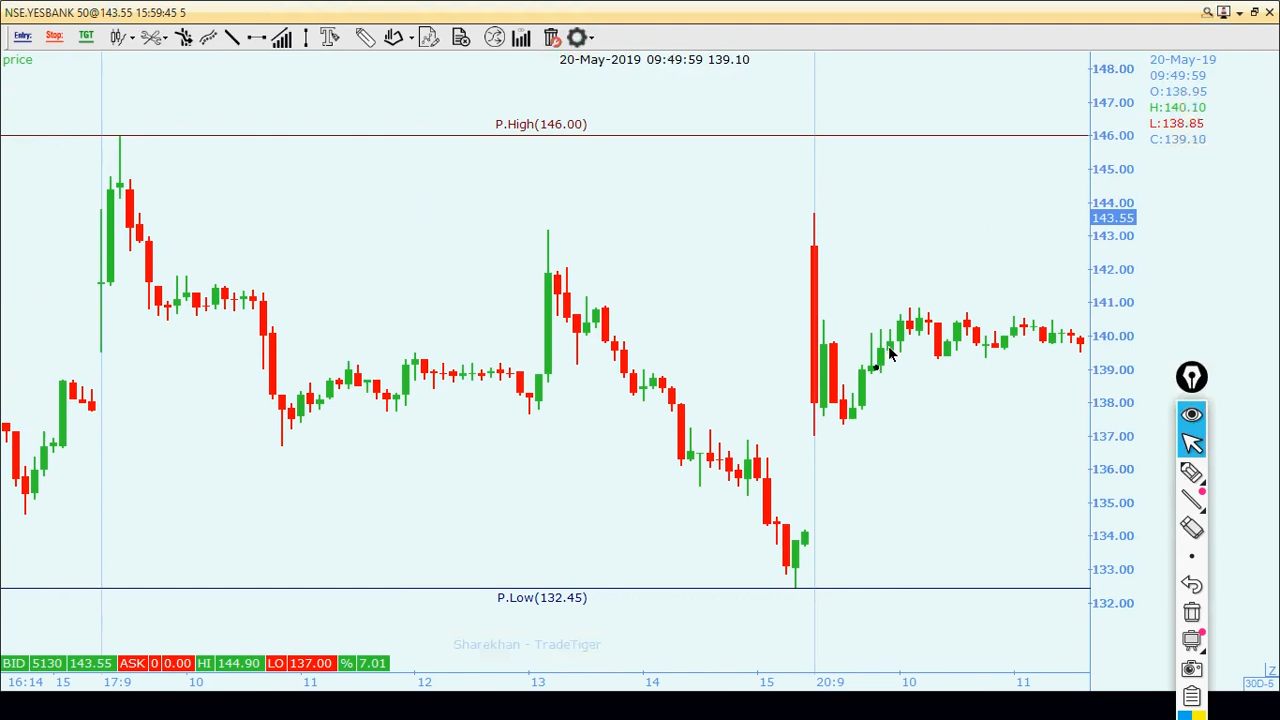 NSE.YESBANK 50@143.55 15:59:45 5
Entry: Stop: TGT
price
20-May-2019 09:49:59 139.10
20-May-19
09:49:59
O:138.95
H:140.10
L:138.85
C:139.10
148.00
147.00
P.High(146.00)
146.00
145.00
144.00
143.55
143.00
142.00
141.00
140.00
139.00
138.00
137.00
136.00
135.00
134.00
133.00
P.Low(132.45)
132.00
Sharekhan - TradeTiger
BID 5130 143.55 ASK 0 0.00 HI 144.90 LO 137.00 % 7.01
16:14 15 17:9 10 11 12 13 14 15 20:9 10 11
Z
30D-5